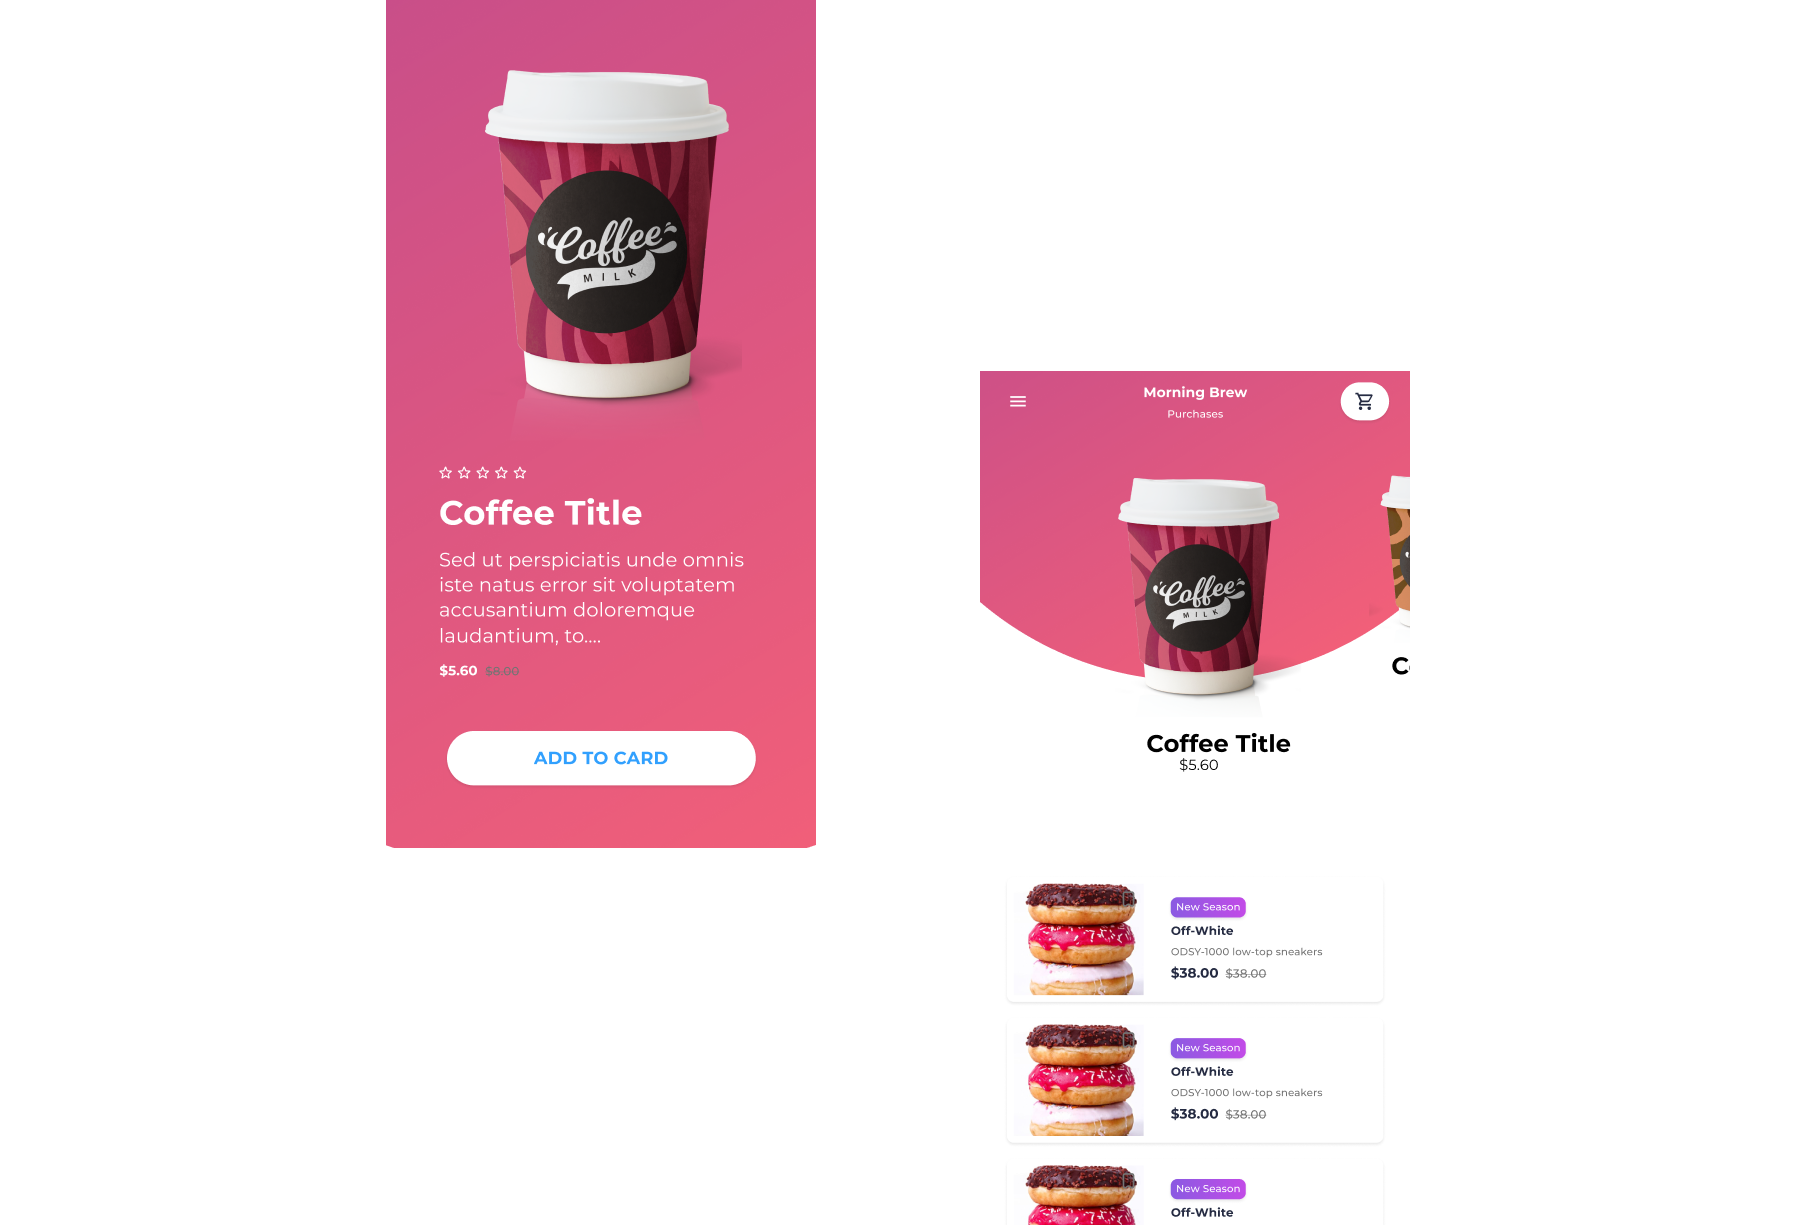 Coffee
MILK
Coffee Title
Sed ut perspiciatis unde omnis
iste natus error sit voluptatem
accusantium doloremque
laudantium, to....
$5.60 $8.00
ADD TO CARD
Morning Brew
Purchases
Coffee
MILK
Coffee Title
$5.60
New Season
Off-White
ODSY-1000 low-top sneakers
$38.00 $38.00
New Season
Off-White
ODSY-1000 low-top sneakers
$38.00 $38.00
New Season
Off-White